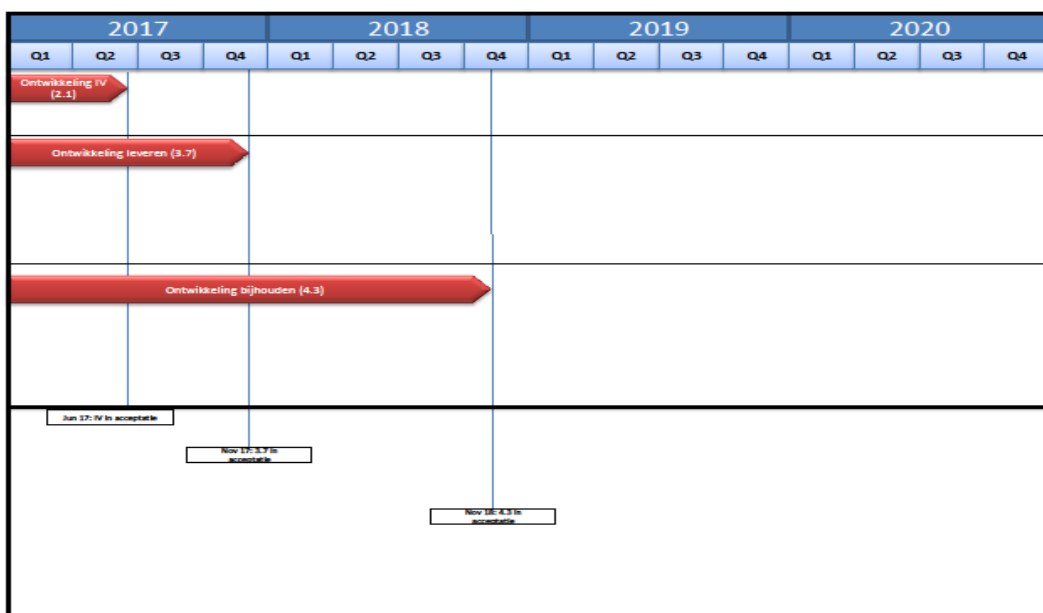 2017 2018 2019 2020
Q1 Q2 Q3 Q4 Q1 Q2 Q3 Q4 Q1 Q2 Q3 Q4 Q1 Q2 Q3 Q4
Ontwikkeling IV
(2.1)
Ontwikkeling leveren (3.7)
Ontwikkeling bijhouden (4.3)
Jun 17: IV in acceptatie
Nov 17: 3.7 in
acceptatie
Nov 18: 4.3 in
acceptatie